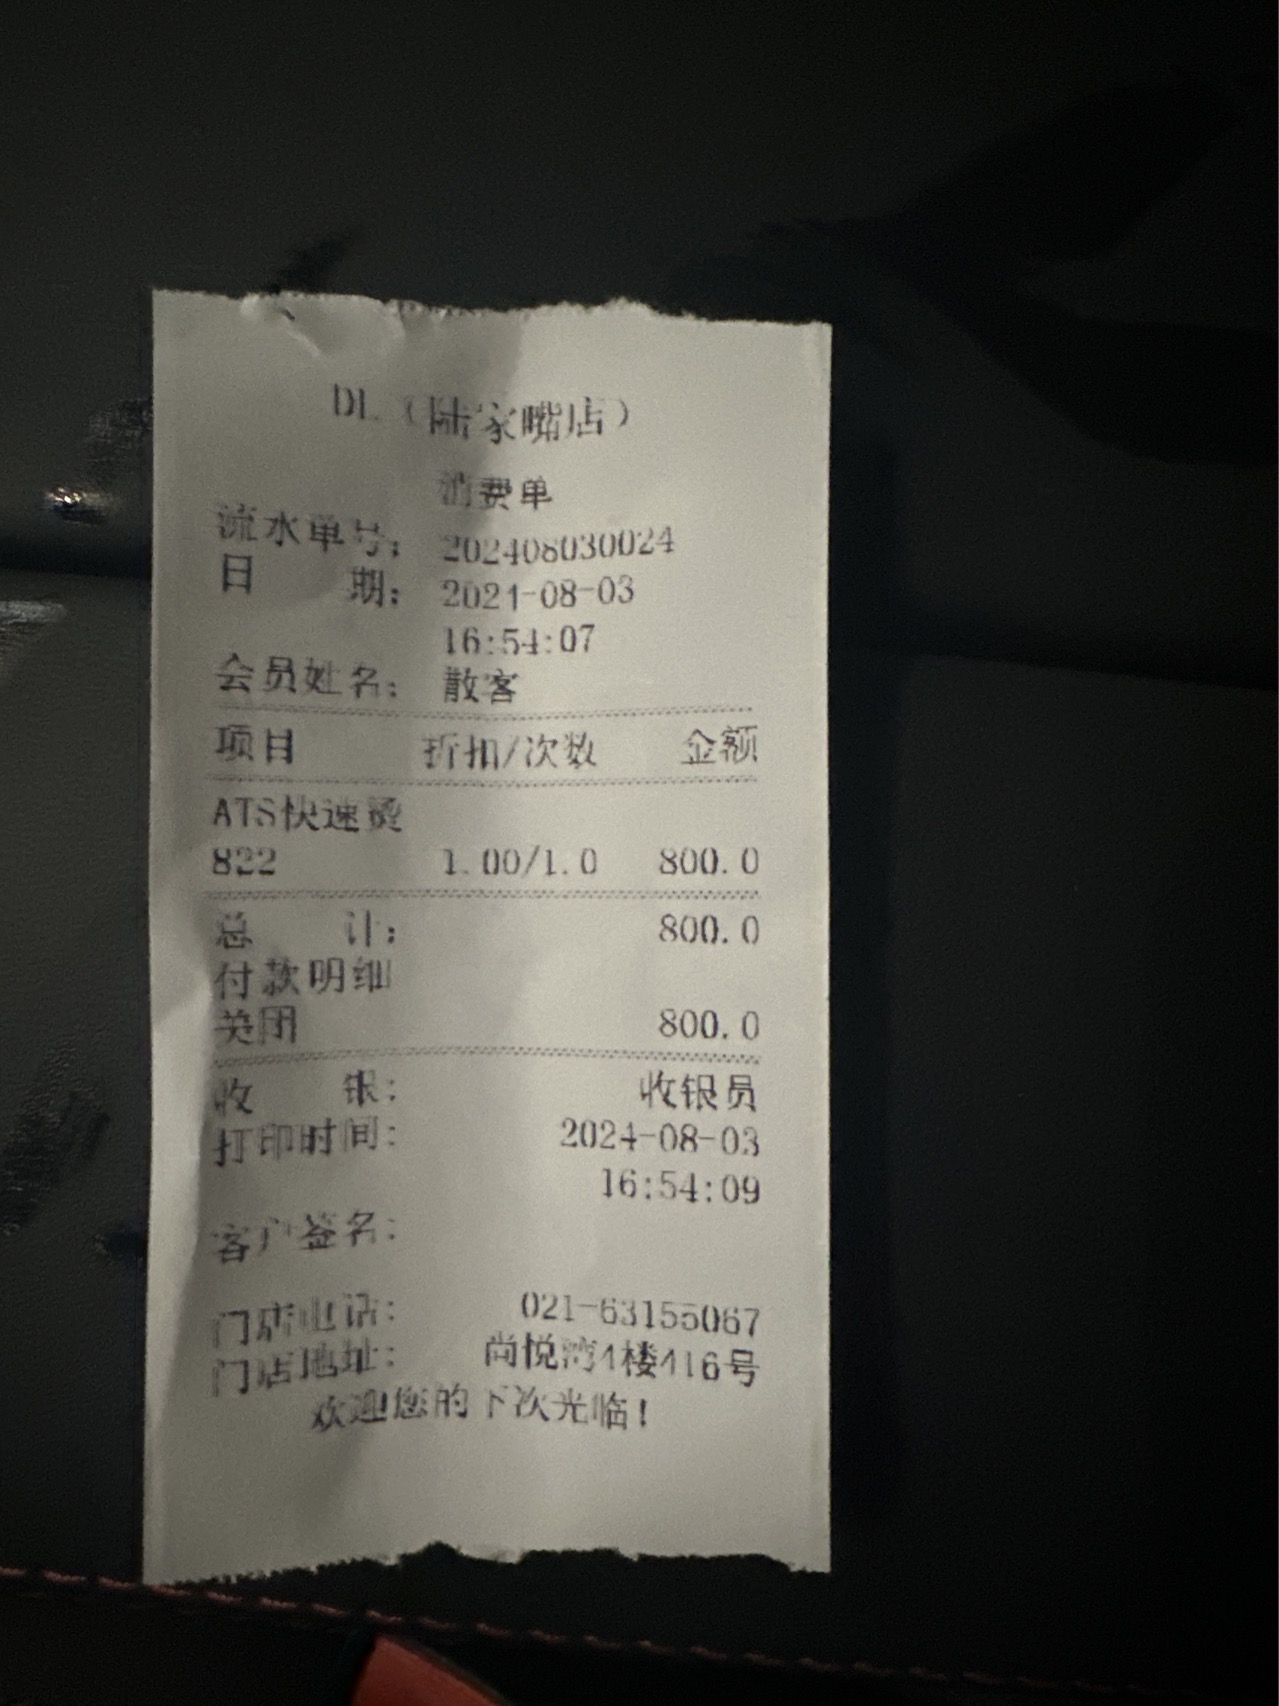 DL（陆家嘴店）
消费单
流水单号： 202408030024
日 期： 2024-08-03
16:54:07
会员姓名： 散客
项目 折扣/次数 金额
ATS快速烫
822 1.00/1.0 800.0
总 计： 800.0
付款明细
美团 800.0
收 银： 收银员
打印时间： 2024-08-03
16:54:09
客户签名：
门店电话： 021-63155067
门店地址： 尚悦湾4楼416号
欢迎您的下次光临！